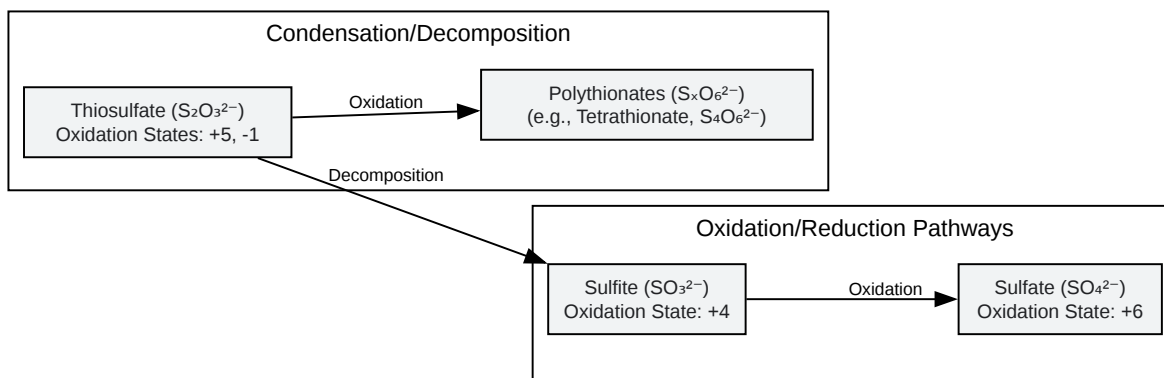 Condensation/Decomposition
Thiosulfate (S₂O₃²⁻)
Oxidation States: +5, -1
Oxidation
Polythionates (SₓO₆²⁻)
(e.g., Tetrathionate, S₄O₆²⁻)
Decomposition
Oxidation/Reduction Pathways
Sulfite (SO₃²⁻)
Oxidation State: +4
Oxidation
Sulfate (SO₄²⁻)
Oxidation State: +6